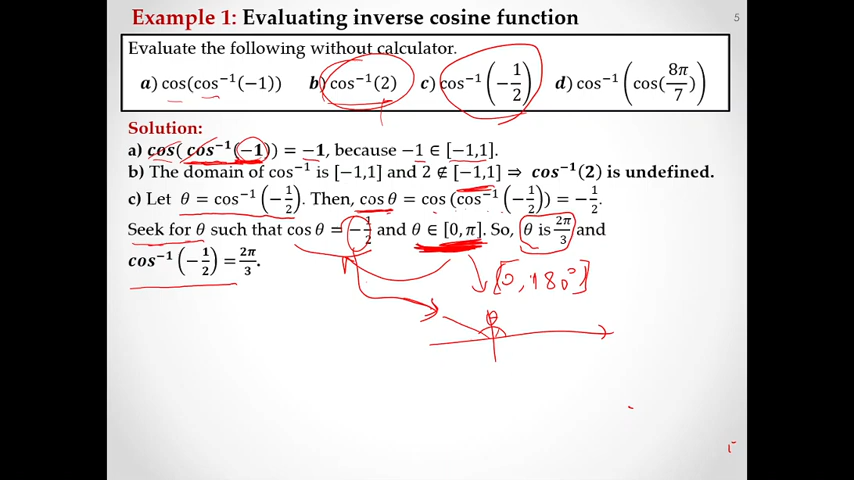 Example 1: Evaluating inverse cosine function
5
Evaluate the following without calculator.
a) cos(cos⁻¹(−1)) b) cos⁻¹(2) c) cos⁻¹(−1/2) d) cos⁻¹(cos(8π/7))
Solution:
a) cos(cos⁻¹(−1)) = −1, because −1 ∈ [−1,1].
b) The domain of cos⁻¹ is [−1,1] and 2 ∉ [−1,1] ⇒ cos⁻¹(2) is undefined.
c) Let θ = cos⁻¹(−1/2). Then, cos θ = cos (cos⁻¹(−1/2)) = −1/2.
Seek for θ such that cos θ = −1/2 and θ ∈ [0, π]. So, θ is 2π/3 and
cos⁻¹(−1/2) = 2π/3.
[0, 180°]
θ